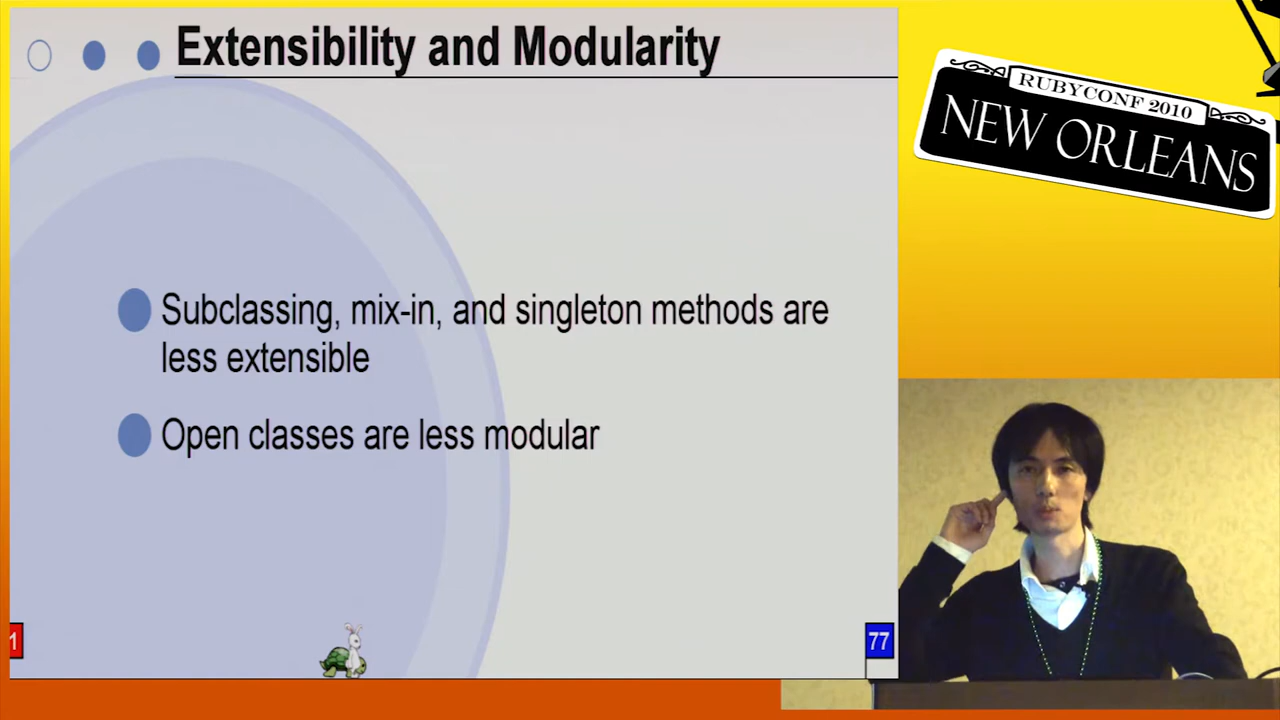 Extensibility and Modularity
RUBYCONF 2010
NEW ORLEANS
Subclassing, mix-in, and singleton methods are
less extensible
Open classes are less modular
1
77